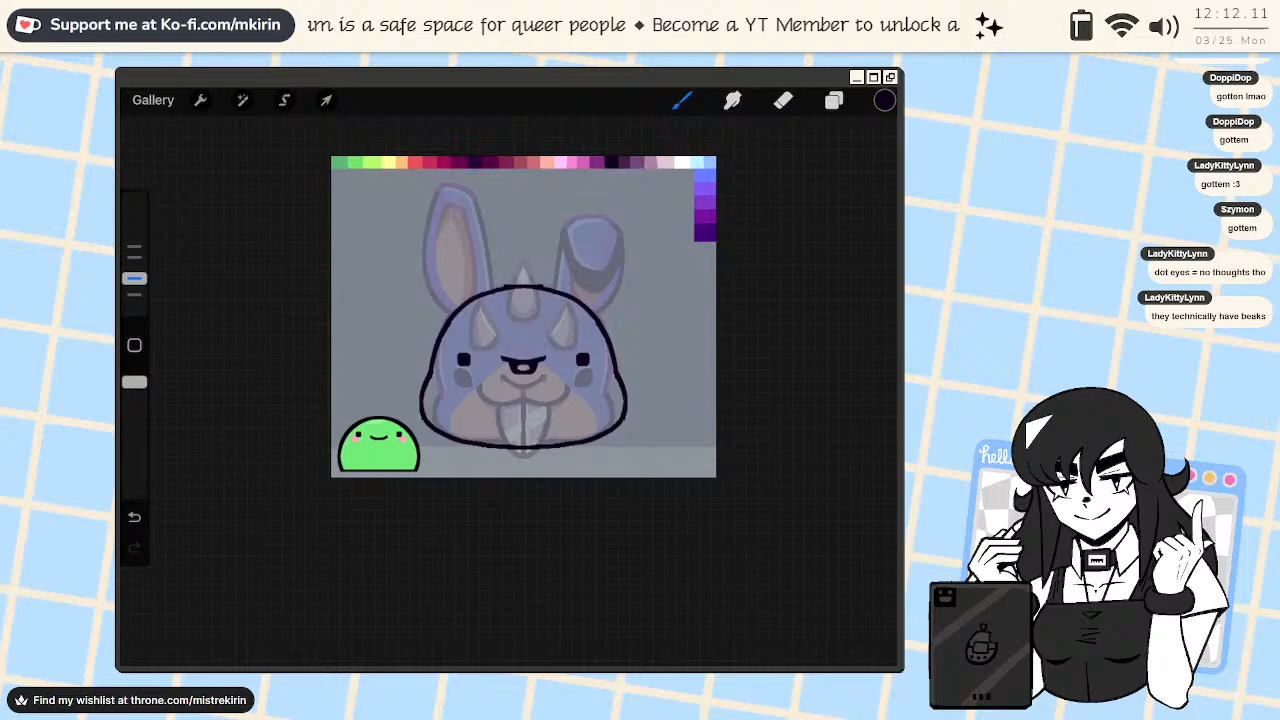 Support me at Ko-fi.com/mkirin
um is a safe space for queer people ◆ Become a YT Member to unlock a
12:12.11
03/25 Mon
Gallery
DoppiDop
gotten lmao
DoppiDop
gottem
LadyKittyLynn
gottem :3
Szymon
gottem
LadyKittyLynn
dot eyes = no thoughts tho
LadyKittyLynn
they technically have beaks
hello
Find my wishlist at throne.com/mistrekirin